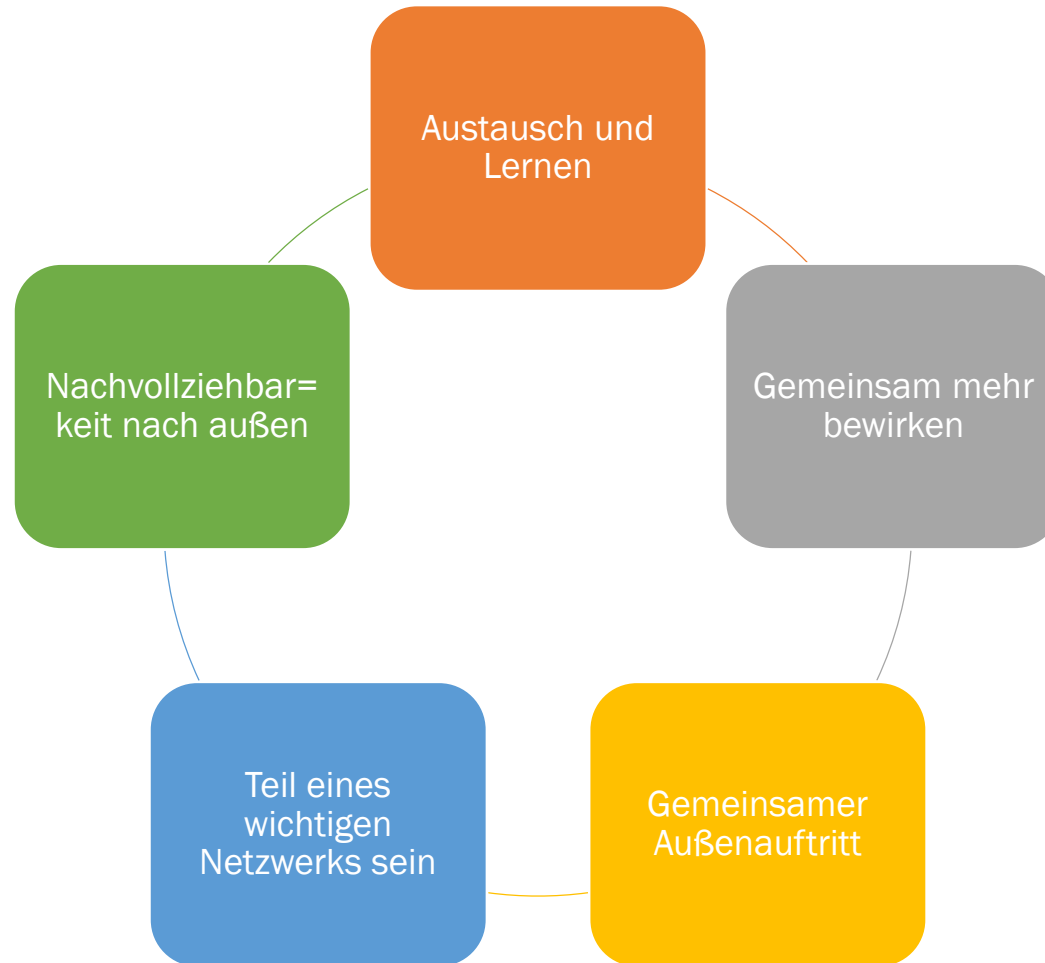 Austausch und
Lernen
Gemeinsam mehr
bewirken
Gemeinsamer
Außenauftritt
Teil eines
wichtigen
Netzwerks sein
Nachvollziehbar=
keit nach außen